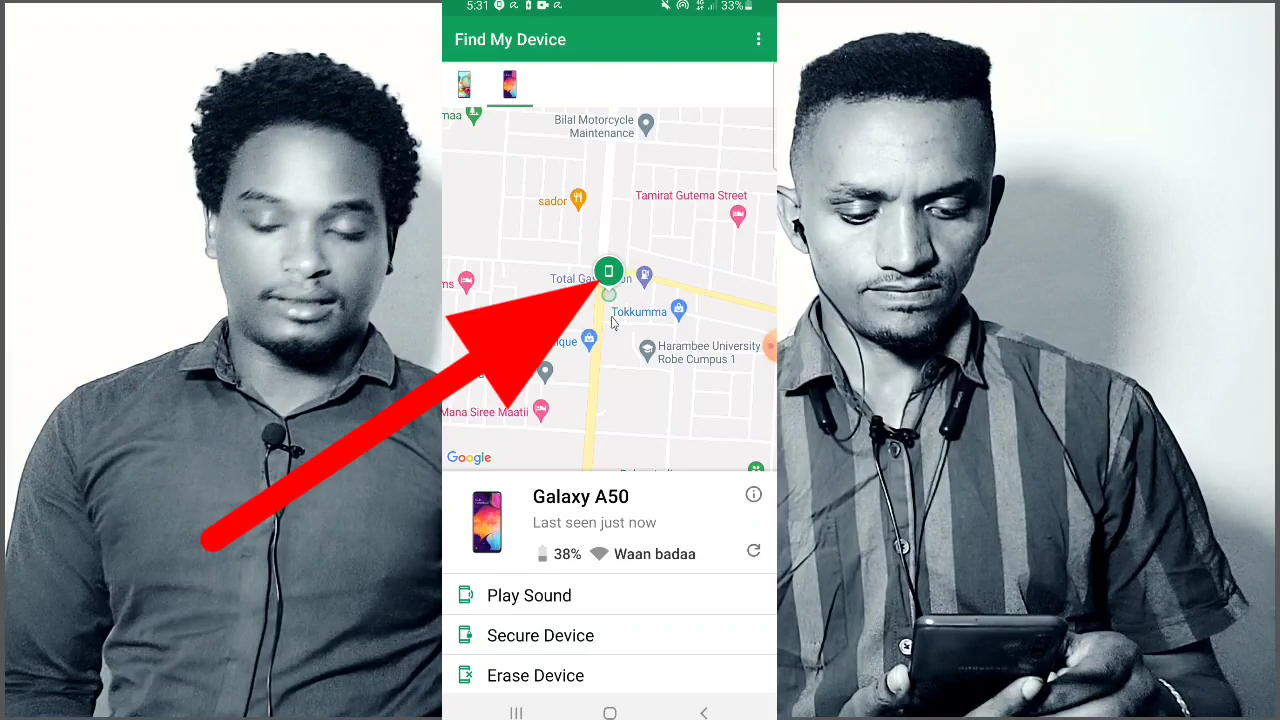 5:31
33%
Find My Device
maa
Bilal Motorcycle
Maintenance
sador
Tamirat Gutema Street
ms
Tokkumma
Harambee University
Robe Cumpus 1
Mana Siree Maatii
Google
Galaxy A50
Last seen just now
38% Waan badaa
Play Sound
Secure Device
Erase Device